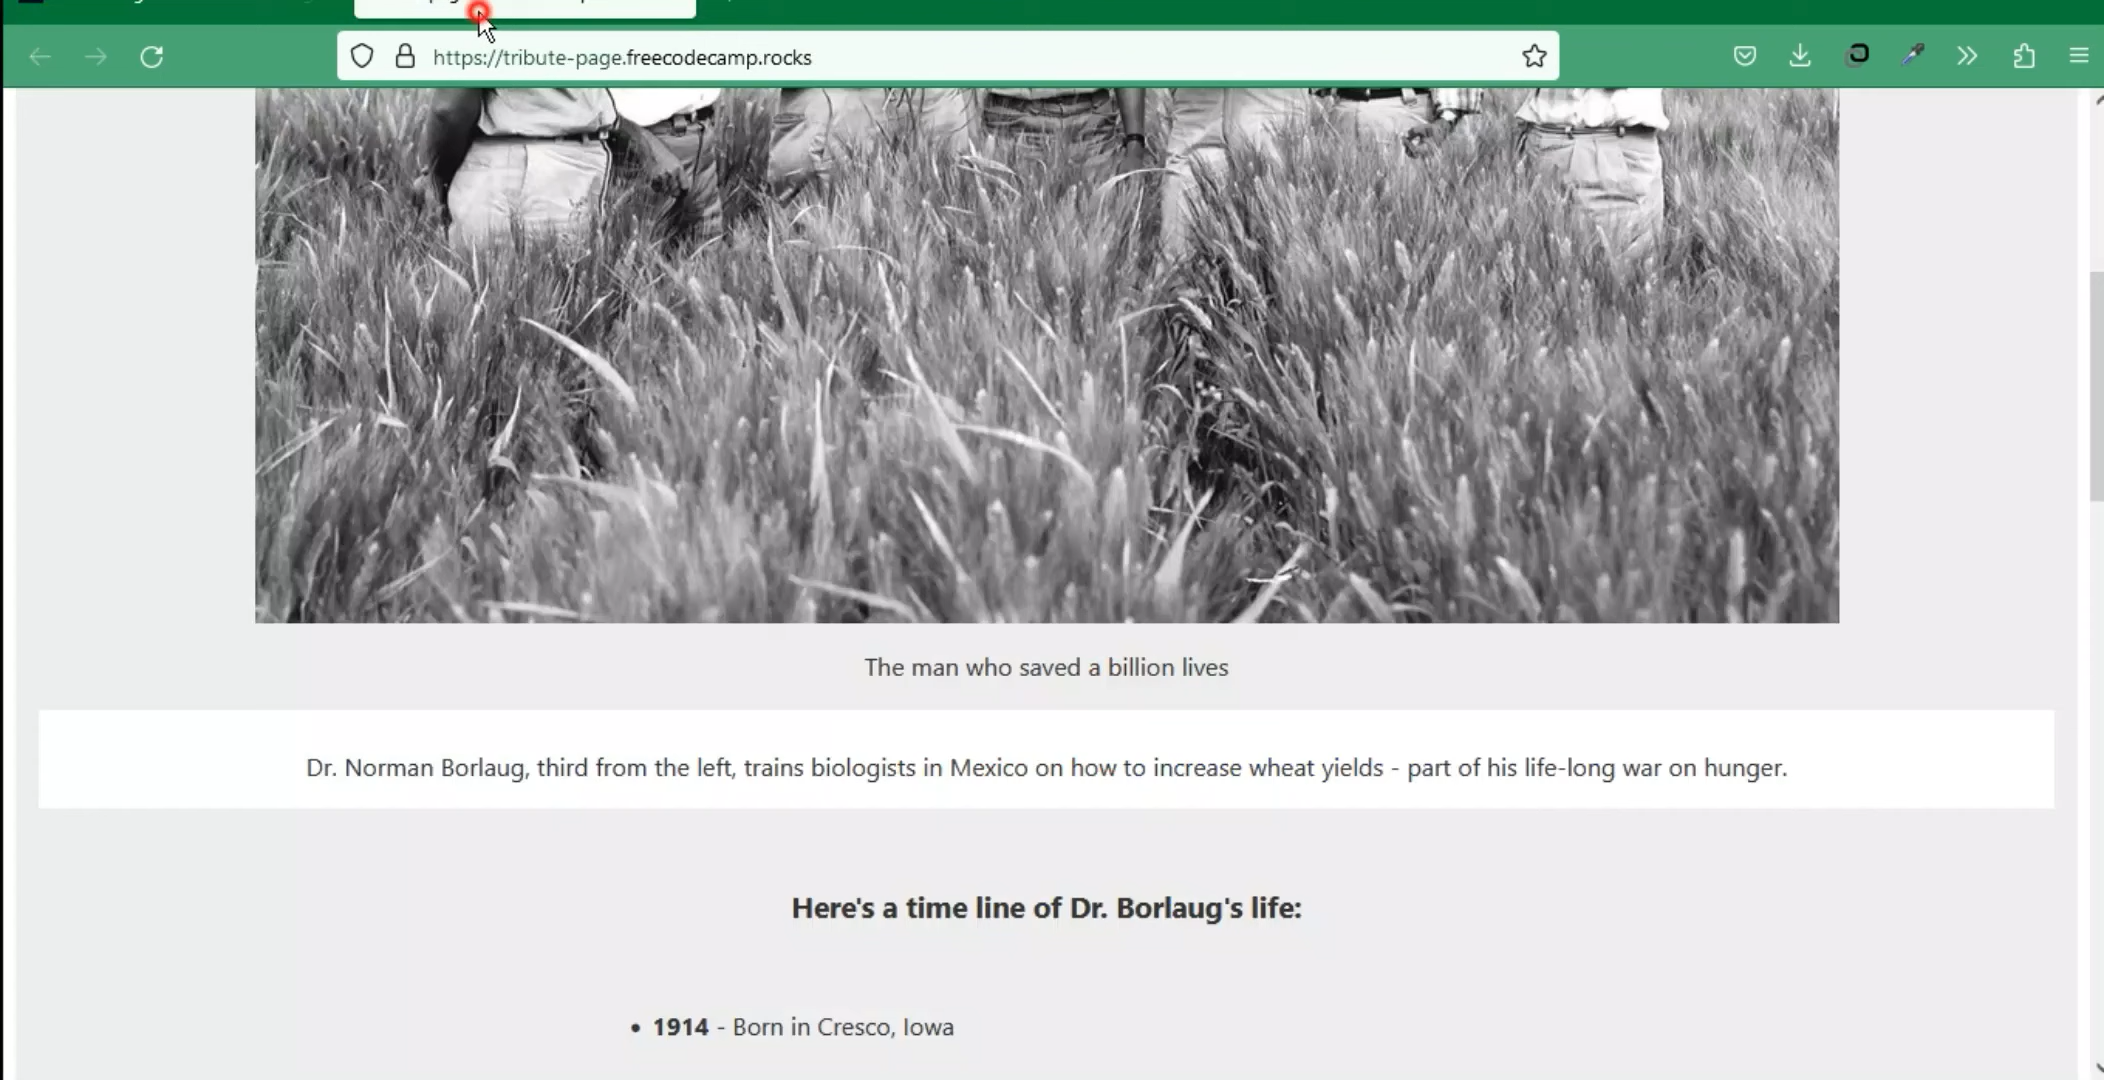 https://tribute-page.freecodecamp.rocks
The man who saved a billion lives
Dr. Norman Borlaug, third from the left, trains biologists in Mexico on how to increase wheat yields - part of his life-long war on hunger.
Here's a time line of Dr. Borlaug's life:
• 1914 - Born in Cresco, Iowa